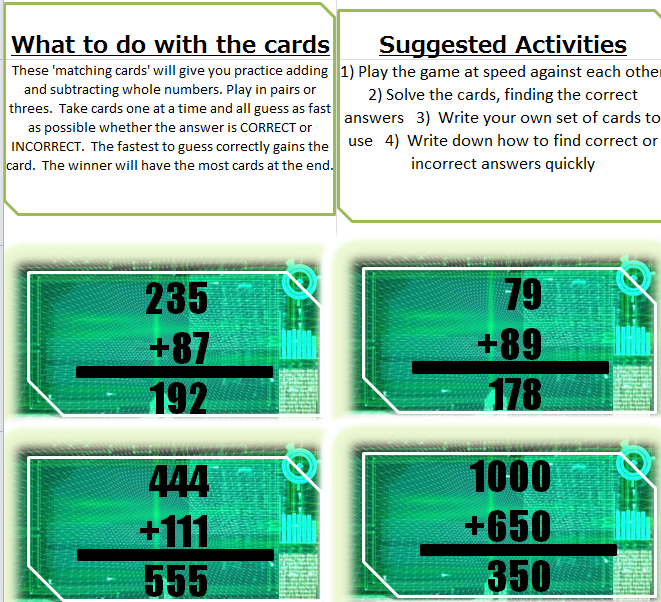 What to do with the cards
These 'matching cards' will give you practice adding
and subtracting whole numbers. Play in pairs or
threes. Take cards one at a time and all guess as fast
as possible whether the answer is CORRECT or
INCORRECT. The fastest to guess correctly gains the
card. The winner will have the most cards at the end.
Suggested Activities
1) Play the game at speed against each other
2) Solve the cards, finding the correct
answers 3) Write your own set of cards to
use 4) Write down how to find correct or
incorrect answers quickly
235
+87
192
79
+89
178
444
+111
555
1000
+650
350